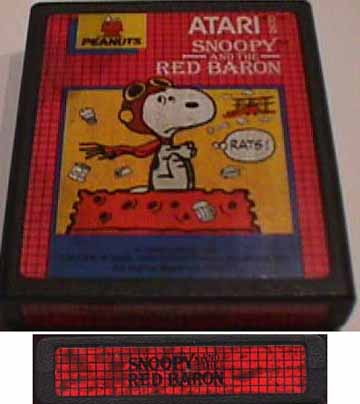 PEANUTS
ATARI
SNOOPY
AND THE
RED BARON
RATS!
SNOOPY AND THE
RED BARON